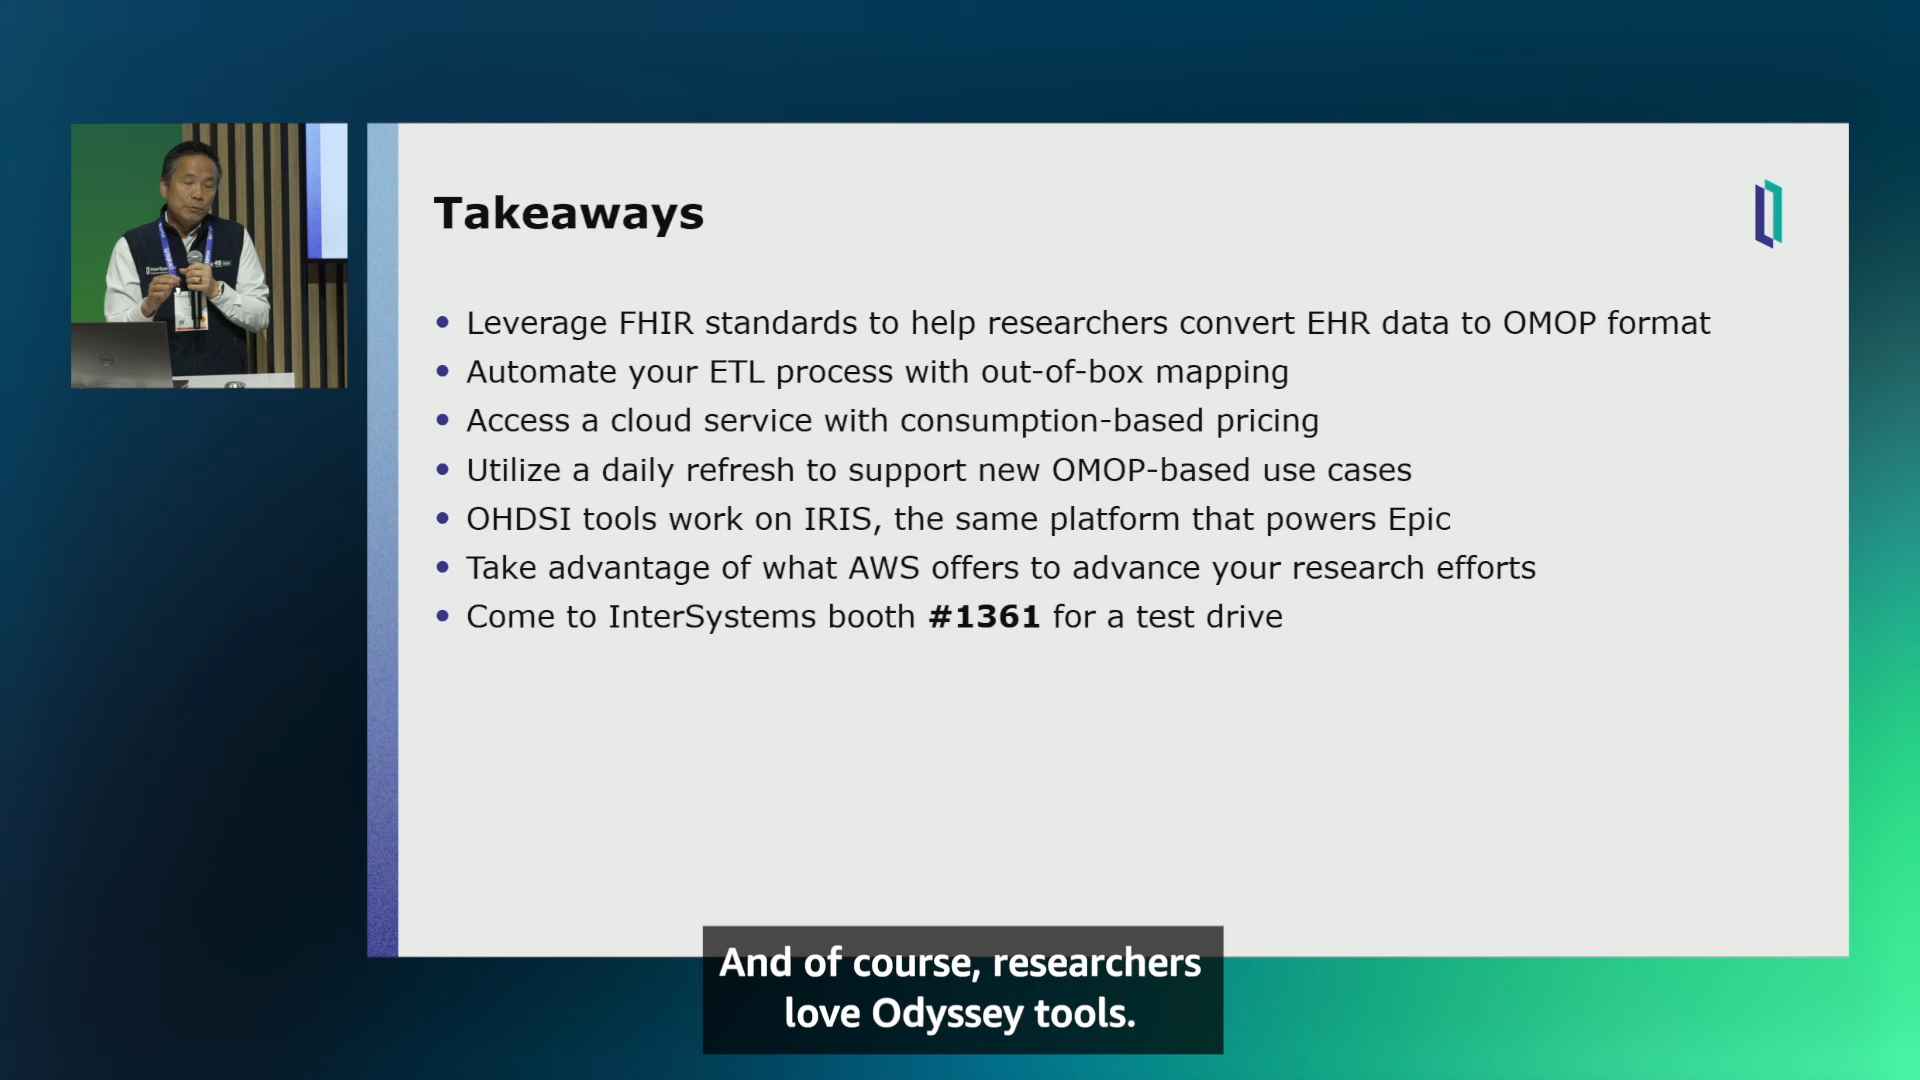 Takeaways
Leverage FHIR standards to help researchers convert EHR data to OMOP format
Automate your ETL process with out-of-box mapping
Access a cloud service with consumption-based pricing
Utilize a daily refresh to support new OMOP-based use cases
OHDSI tools work on IRIS, the same platform that powers Epic
Take advantage of what AWS offers to advance your research efforts
Come to InterSystems booth #1361 for a test drive
And of course, researchers
love Odyssey tools.